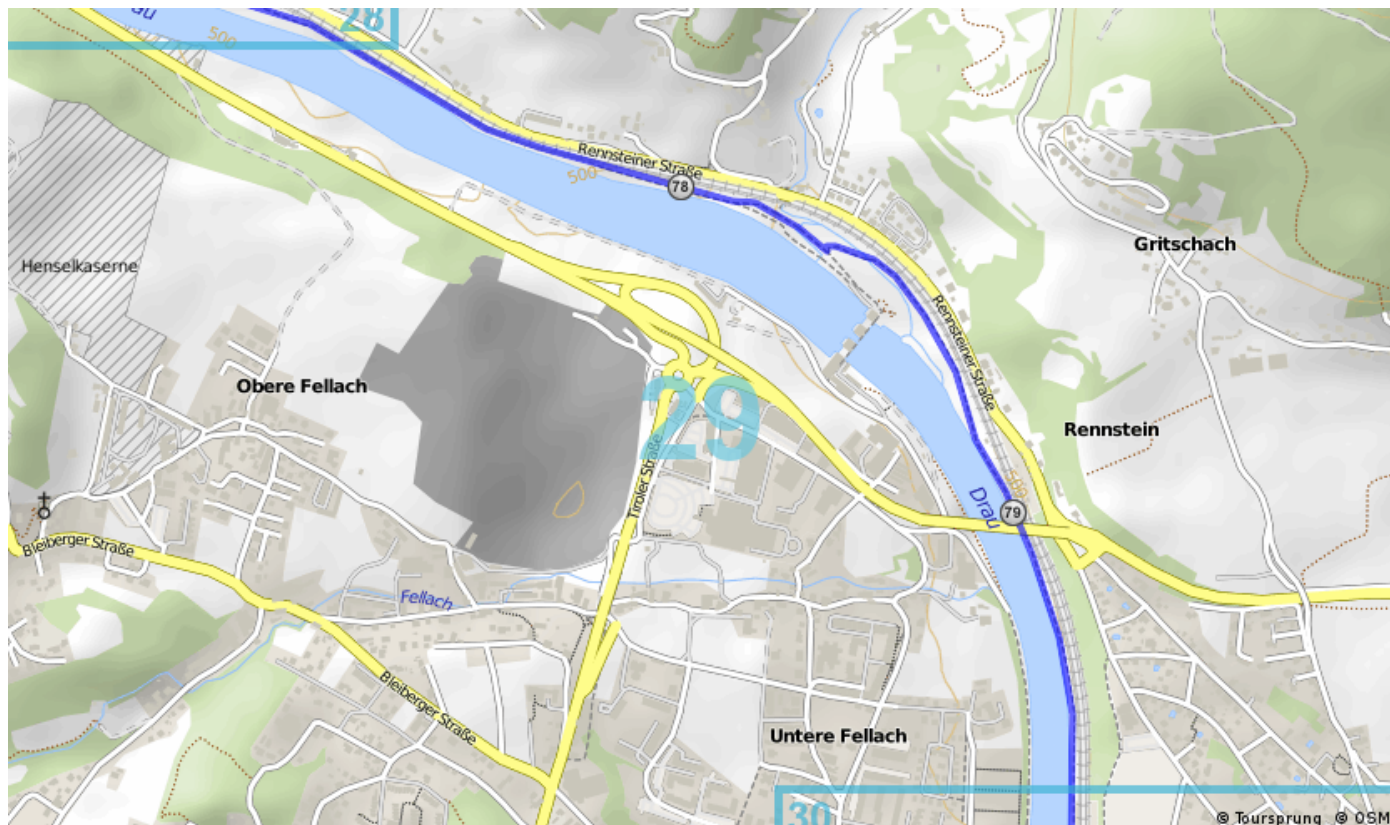 28
500
Rennsteiner Straße
500
78
Gritschach
Henselkaserne
Rennsteiner Straße
Obere Fellach
29
Rennstein
Tiroler Straße
Drau
79
Bleiberger Straße
Fellach
Bleiberger Straße
Untere Fellach
30
© Toursprung © OSM